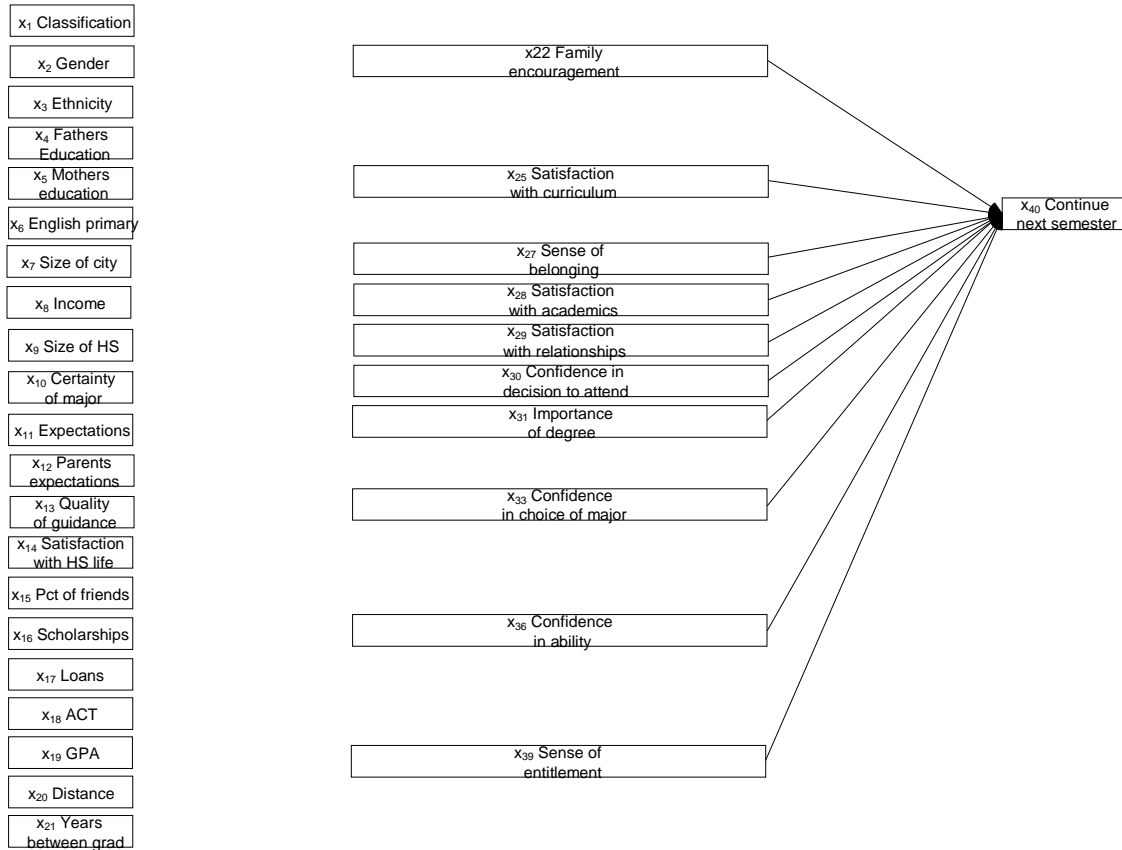 x1 Classification
x2 Gender
x3 Ethnicity
x4 Fathers
Education
x5 Mothers
education
x6 English primary
x7 Size of city
x8 Income
x9 Size of HS
x10 Certainty
of major
x11 Expectations
x12 Parents
expectations
x13 Quality
of guidance
x14 Satisfaction
with HS life
x15 Pct of friends
x16 Scholarships
x17 Loans
x18 ACT
x19 GPA
x20 Distance
x21 Years
between grad
x22 Family
encouragement
x25 Satisfaction
with curriculum
x27 Sense of
belonging
x28 Satisfaction
with academics
x29 Satisfaction
with relationships
x30 Confidence in
decision to attend
x31 Importance
of degree
x33 Confidence
in choice of major
x36 Confidence
in ability
x39 Sense of
entitlement
x40 Continue
next semester